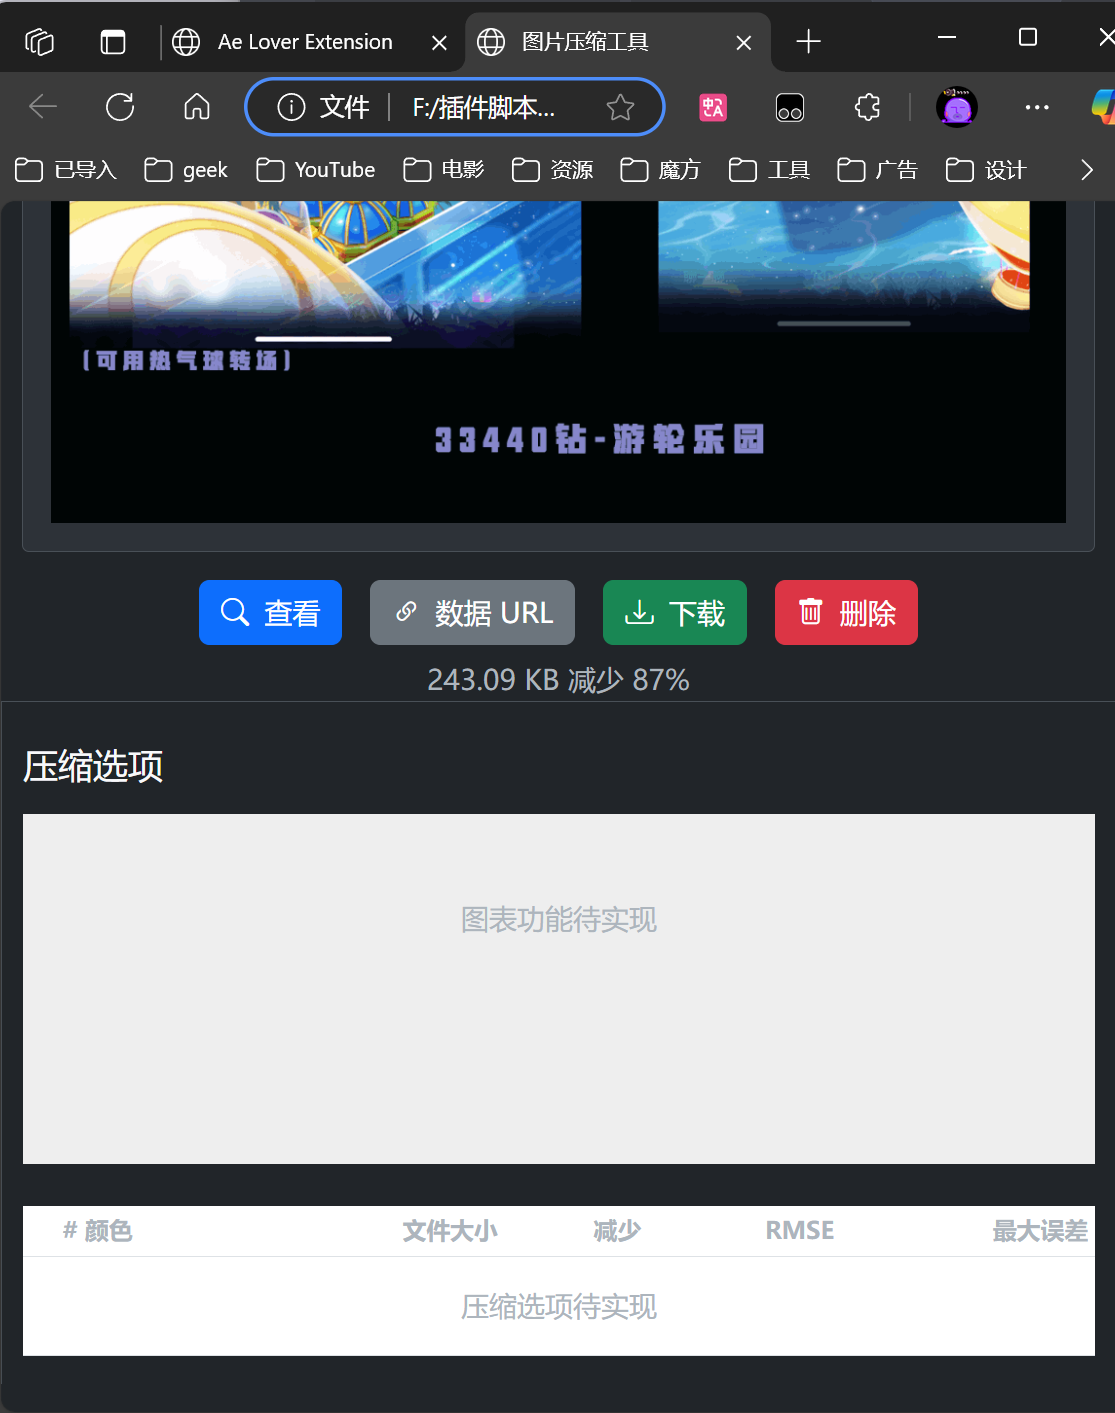 Ae Lover Extension
图片压缩工具
文件
F:/插件脚本...
中
A
已导入
geek
YouTube
电影
资源
魔方
工具
广告
设计
(可用热气球转场)
33440钻-游轮乐园
查看
数据 URL
下载
删除
243.09 KB 减少 87%
压缩选项
图表功能待实现
# 颜色 文件大小 减少 RMSE 最大误差
压缩选项待实现